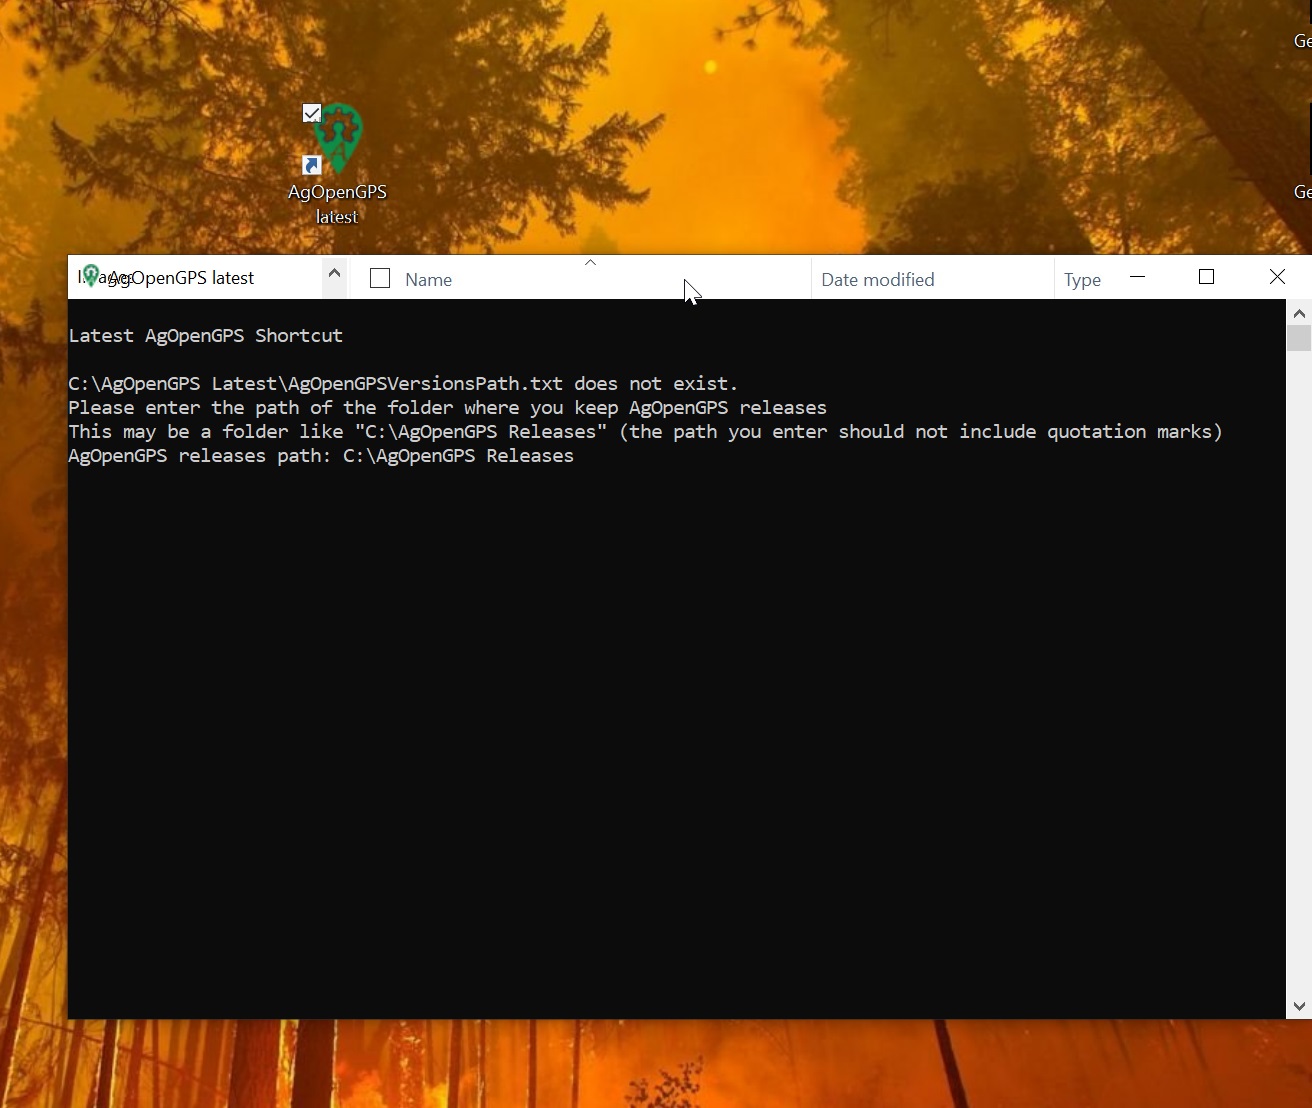 Ge
Ge
AgOpenGPS
latest
AgOpenGPS latest
Name
Date modified
Type
Latest AgOpenGPS Shortcut
C:\AgOpenGPS Latest\AgOpenGPSVersionsPath.txt does not exist.
Please enter the path of the folder where you keep AgOpenGPS releases
This may be a folder like "C:\AgOpenGPS Releases" (the path you enter should not include quotation marks)
AgOpenGPS releases path: C:\AgOpenGPS Releases